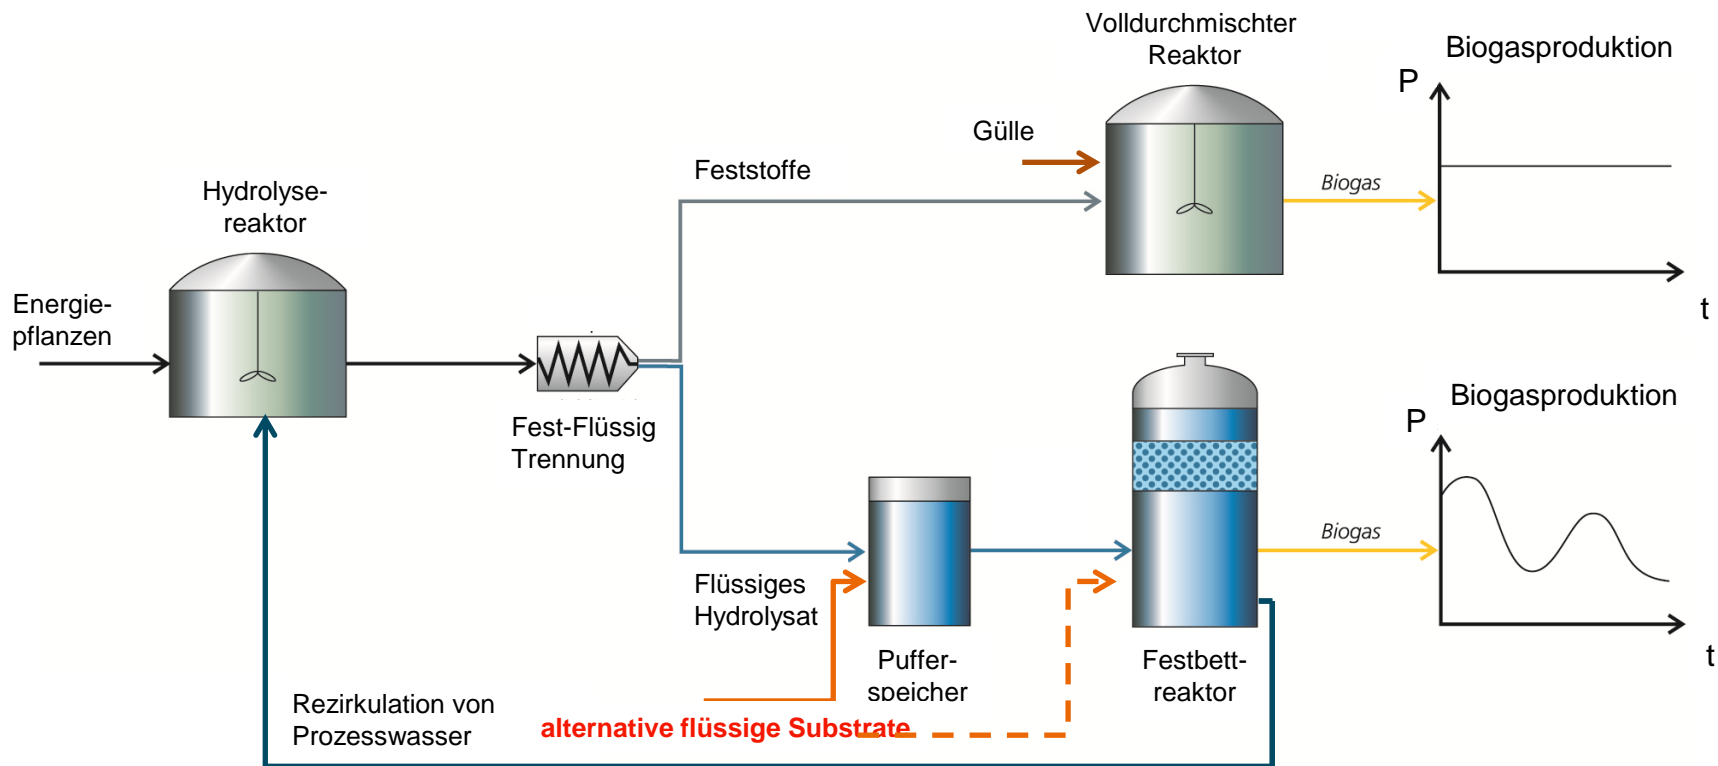 Volldurchmischter
Reaktor
Biogasproduktion
P
Gülle
Feststoffe
Biogas
Hydrolyse-
reaktor
t
Energie-
pflanzen
Fest-Flüssig
Trennung
Biogasproduktion
P
Biogas
Flüssiges
Hydrolysat
Puffer-
speicher
Festbett-
reaktor
t
Rezirkulation von
Prozesswasser
alternative flüssige Substrate